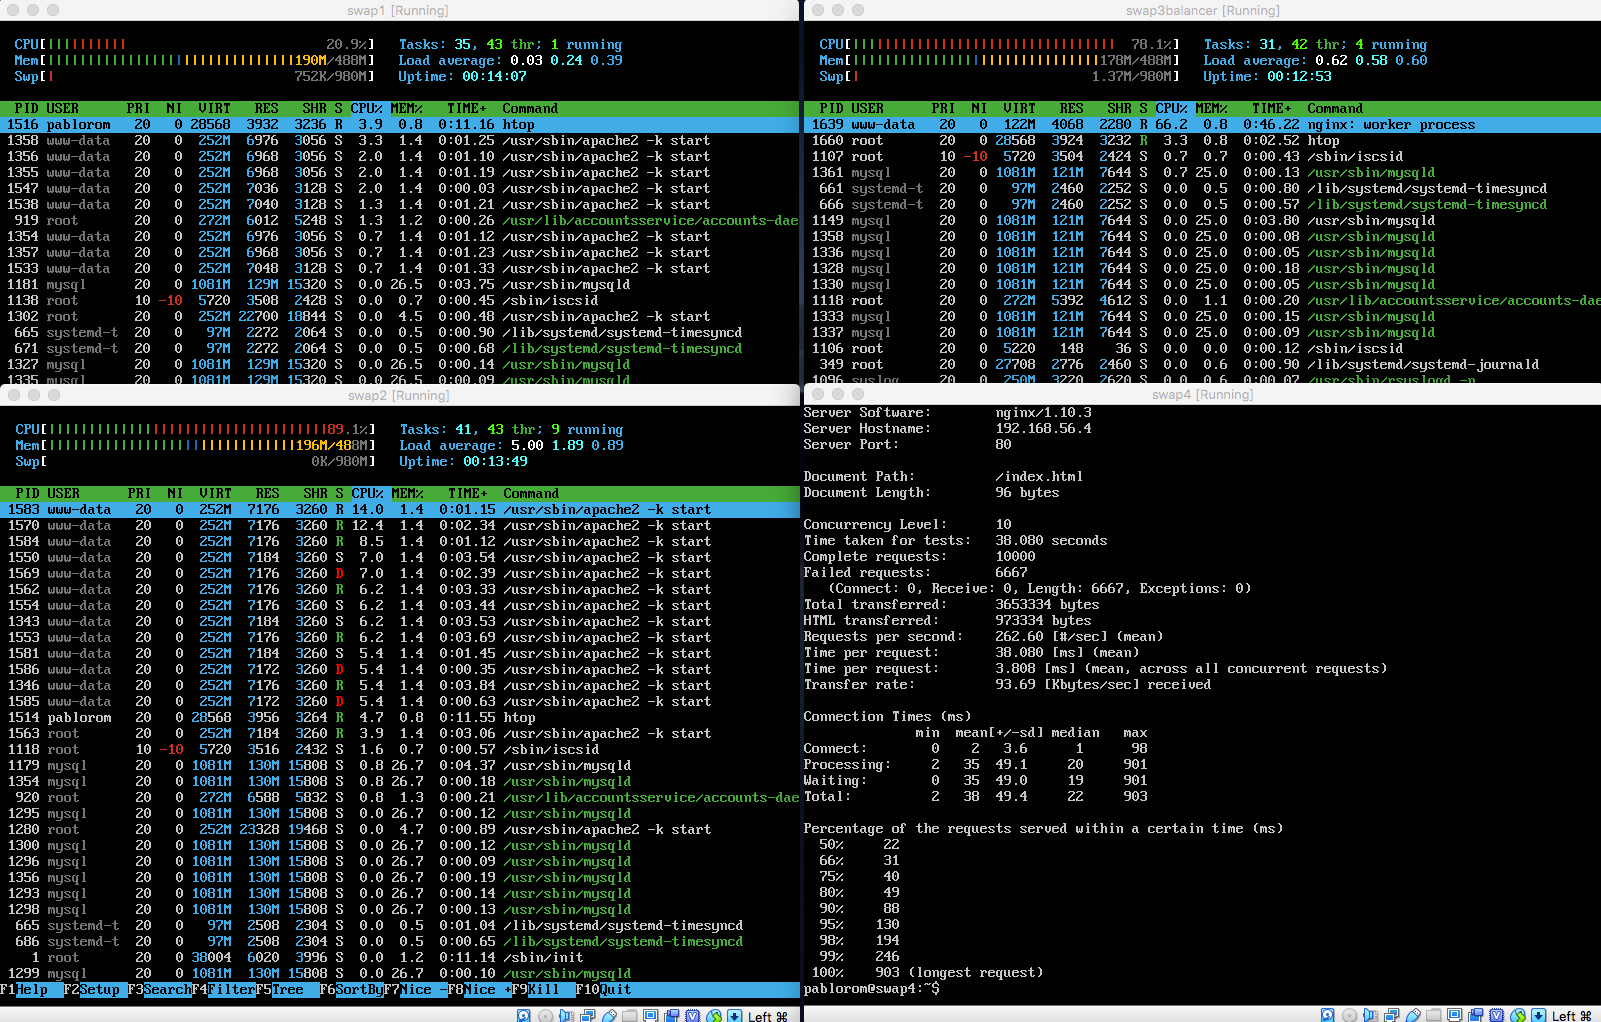 swap1 [Running]
CPU[||||||||||||| 20.9%] Tasks: 35, 43 thr; 1 running
Mem[|||||||||||||||||||||||||||||||190M/488M] Load average: 0.03 0.24 0.39
Swp[| 752K/980M] Uptime: 00:14:07
PID USER PRI NI VIRT RES SHR S CPU% MEM% TIME+ Command
1516 pablorom 20 0 28568 3932 3236 R 3.9 0.8 0:11.16 htop
1358 www-data 20 0 252M 6976 3056 S 3.3 1.4 0:01.25 /usr/sbin/apache2 -k start
1356 www-data 20 0 252M 6968 3056 S 2.0 1.4 0:01.10 /usr/sbin/apache2 -k start
1355 www-data 20 0 252M 6968 3056 S 2.0 1.4 0:01.19 /usr/sbin/apache2 -k start
1547 www-data 20 0 252M 7036 3128 S 2.0 1.4 0:00.03 /usr/sbin/apache2 -k start
1538 www-data 20 0 252M 7040 3128 S 1.3 1.4 0:01.21 /usr/sbin/apache2 -k start
919 root 20 0 272M 6012 5248 S 1.3 1.2 0:00.26 /usr/lib/accountsservice/accounts-dae
1354 www-data 20 0 252M 6976 3056 S 0.7 1.4 0:01.12 /usr/sbin/apache2 -k start
1357 www-data 20 0 252M 6968 3056 S 0.7 1.4 0:01.23 /usr/sbin/apache2 -k start
1533 www-data 20 0 252M 7048 3128 S 0.7 1.4 0:01.33 /usr/sbin/apache2 -k start
1181 mysql 20 0 1081M 129M 15320 S 0.0 26.5 0:03.75 /usr/sbin/mysqld
1138 root 10 -10 5720 3508 2428 S 0.0 0.7 0:00.45 /sbin/iscsid
1302 root 20 0 252M 22700 18844 S 0.0 4.5 0:00.48 /usr/sbin/apache2 -k start
665 systemd-t 20 0 97M 2272 2064 S 0.0 0.5 0:00.90 /lib/systemd/systemd-timesyncd
671 systemd-t 20 0 97M 2272 2064 S 0.0 0.5 0:00.68 /lib/systemd/systemd-timesyncd
1327 mysql 20 0 1081M 129M 15320 S 0.0 26.5 0:00.14 /usr/sbin/mysqld
1335 mysql 20 0 1081M 129M 15320 S 0.0 26.5 0:00.09 /usr/sbin/mysqld
swap3balancer [Running]
CPU[||||||||||||||||||||||||||||||||| 78.1%] Tasks: 31, 42 thr; 4 running
Mem[|||||||||||||||||||||||||||||||178M/488M] Load average: 0.62 0.58 0.60
Swp[| 1.37M/980M] Uptime: 00:12:53
PID USER PRI NI VIRT RES SHR S CPU% MEM% TIME+ Command
1639 www-data 20 0 122M 4068 2280 R 66.2 0.8 0:46.22 nginx: worker process
1660 root 20 0 28568 3924 3232 R 3.3 0.8 0:02.52 htop
1107 root 10 -10 5720 3504 2424 S 0.7 0.7 0:00.43 /sbin/iscsid
1361 mysql 20 0 1081M 121M 7644 S 0.7 25.0 0:00.13 /usr/sbin/mysqld
661 systemd-t 20 0 97M 2460 2252 S 0.0 0.5 0:00.80 /lib/systemd/systemd-timesyncd
666 systemd-t 20 0 97M 2460 2252 S 0.0 0.5 0:00.57 /lib/systemd/systemd-timesyncd
1149 mysql 20 0 1081M 121M 7644 S 0.0 25.0 0:03.80 /usr/sbin/mysqld
1358 mysql 20 0 1081M 121M 7644 S 0.0 25.0 0:00.08 /usr/sbin/mysqld
1336 mysql 20 0 1081M 121M 7644 S 0.0 25.0 0:00.05 /usr/sbin/mysqld
1328 mysql 20 0 1081M 121M 7644 S 0.0 25.0 0:00.18 /usr/sbin/mysqld
1330 mysql 20 0 1081M 121M 7644 S 0.0 25.0 0:00.05 /usr/sbin/mysqld
1118 root 20 0 272M 5392 4612 S 0.0 1.1 0:00.20 /usr/lib/accountsservice/accounts-dae
1333 mysql 20 0 1081M 121M 7644 S 0.0 25.0 0:00.15 /usr/sbin/mysqld
1337 mysql 20 0 1081M 121M 7644 S 0.0 25.0 0:00.09 /usr/sbin/mysqld
1106 root 20 0 5220 148 36 S 0.0 0.0 0:00.12 /sbin/iscsid
349 root 20 0 27708 2776 2460 S 0.0 0.6 0:00.90 /lib/systemd/systemd-journald
1096 syslog 20 0 250M 3220 2620 S 0.0 0.6 0:00.07 /usr/sbin/rsyslogd -n
swap2 [Running]
CPU[|||||||||||||||||||||||||||||||||||89.1%] Tasks: 41, 43 thr; 9 running
Mem[|||||||||||||||||||||||||||||||196M/488M] Load average: 5.00 1.89 0.89
Swp[ 0K/980M] Uptime: 00:13:49
PID USER PRI NI VIRT RES SHR S CPU% MEM% TIME+ Command
1583 www-data 20 0 252M 7176 3260 R 14.0 1.4 0:01.15 /usr/sbin/apache2 -k start
1570 www-data 20 0 252M 7176 3260 R 12.4 1.4 0:02.34 /usr/sbin/apache2 -k start
1584 www-data 20 0 252M 7176 3260 R 8.5 1.4 0:01.12 /usr/sbin/apache2 -k start
1550 www-data 20 0 252M 7184 3260 S 7.0 1.4 0:03.54 /usr/sbin/apache2 -k start
1569 www-data 20 0 252M 7176 3260 D 7.0 1.4 0:02.39 /usr/sbin/apache2 -k start
1562 www-data 20 0 252M 7176 3260 R 6.2 1.4 0:03.33 /usr/sbin/apache2 -k start
1554 www-data 20 0 252M 7176 3260 S 6.2 1.4 0:03.44 /usr/sbin/apache2 -k start
1343 www-data 20 0 252M 7184 3260 S 6.2 1.4 0:03.53 /usr/sbin/apache2 -k start
1553 www-data 20 0 252M 7176 3260 R 6.2 1.4 0:03.69 /usr/sbin/apache2 -k start
1581 www-data 20 0 252M 7184 3260 S 5.4 1.4 0:01.45 /usr/sbin/apache2 -k start
1586 www-data 20 0 252M 7172 3260 D 5.4 1.4 0:00.35 /usr/sbin/apache2 -k start
1346 www-data 20 0 252M 7176 3260 R 5.4 1.4 0:03.84 /usr/sbin/apache2 -k start
1585 www-data 20 0 252M 7172 3260 D 5.4 1.4 0:00.63 /usr/sbin/apache2 -k start
1514 pablorom 20 0 28568 3956 3264 R 4.7 0.8 0:11.55 htop
1563 root 20 0 252M 7184 3260 R 3.9 1.4 0:03.06 /usr/sbin/apache2 -k start
1118 root 10 -10 5720 3516 2432 S 1.6 0.7 0:00.57 /sbin/iscsid
1179 mysql 20 0 1081M 130M 15808 S 0.8 26.7 0:04.37 /usr/sbin/mysqld
1354 mysql 20 0 1081M 130M 15808 S 0.8 26.7 0:00.18 /usr/sbin/mysqld
920 root 20 0 272M 6588 5832 S 0.8 1.3 0:00.21 /usr/lib/accountsservice/accounts-dae
1295 mysql 20 0 1081M 130M 15808 S 0.0 26.7 0:00.12 /usr/sbin/mysqld
1280 root 20 0 252M 23328 19468 S 0.0 4.7 0:00.89 /usr/sbin/apache2 -k start
1300 mysql 20 0 1081M 130M 15808 S 0.0 26.7 0:00.12 /usr/sbin/mysqld
1296 mysql 20 0 1081M 130M 15808 S 0.0 26.7 0:00.09 /usr/sbin/mysqld
1356 mysql 20 0 1081M 130M 15808 S 0.0 26.7 0:00.19 /usr/sbin/mysqld
1293 mysql 20 0 1081M 130M 15808 S 0.0 26.7 0:00.14 /usr/sbin/mysqld
1298 mysql 20 0 1081M 130M 15808 S 0.0 26.7 0:00.13 /usr/sbin/mysqld
665 systemd-t 20 0 97M 2508 2304 S 0.0 0.5 0:01.04 /lib/systemd/systemd-timesyncd
686 systemd-t 20 0 97M 2508 2304 S 0.0 0.5 0:00.65 /lib/systemd/systemd-timesyncd
1 root 20 0 38004 6020 3996 S 0.0 1.2 0:11.14 /sbin/init
1299 mysql 20 0 1081M 130M 15808 S 0.0 26.7 0:00.10 /usr/sbin/mysqld
F1Help F2Setup F3SearchF4FilterF5Tree F6SortByF7Nice -F8Nice +F9Kill F10Quit
Left ⌘
swap4 [Running]
Server Software: nginx/1.10.3
Server Hostname: 192.168.56.4
Server Port: 80
Document Path: /index.html
Document Length: 96 bytes
Concurrency Level: 10
Time taken for tests: 38.080 seconds
Complete requests: 10000
Failed requests: 6667
(Connect: 0, Receive: 0, Length: 6667, Exceptions: 0)
Total transferred: 3653334 bytes
HTML transferred: 973334 bytes
Requests per second: 262.60 [#/sec] (mean)
Time per request: 38.080 [ms] (mean)
Time per request: 3.808 [ms] (mean, across all concurrent requests)
Transfer rate: 93.69 [Kbytes/sec] received
Connection Times (ms)
min mean[+/-sd] median max
Connect: 0 2 3.6 1 98
Processing: 2 35 49.1 20 901
Waiting: 0 35 49.0 19 901
Total: 2 38 49.4 22 903
Percentage of the requests served within a certain time (ms)
50% 22
66% 31
75% 40
80% 49
90% 88
95% 130
98% 194
99% 246
100% 903 (longest request)
pablorom@swap4:~$
Left ⌘